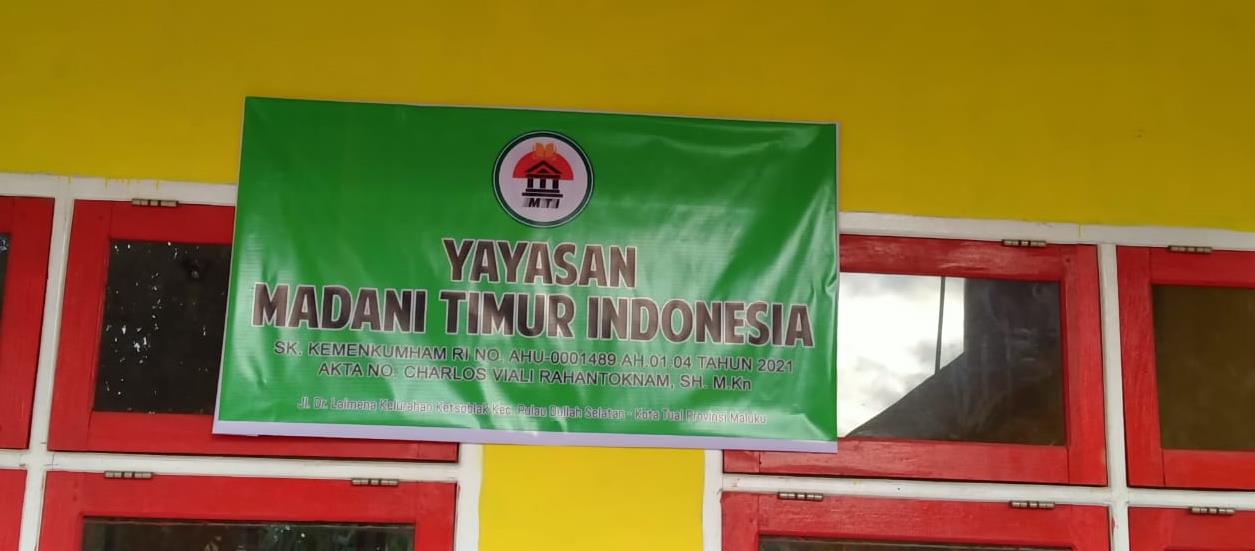 MTI
YAYASAN
MADANI TIMUR INDONESIA
SK. KEMENKUMHAM RI NO. AHU-0001489 AH.01.04 TAHUN 2021
AKTA NO. CHARLOS VIALI RAHANTOKNAM, SH. M.Kn
Jl. Dr. Laimena Kelurahan Ketsoblak Kec. Pulau Dullah Selatan - Kota Tual Provinsi Maluku